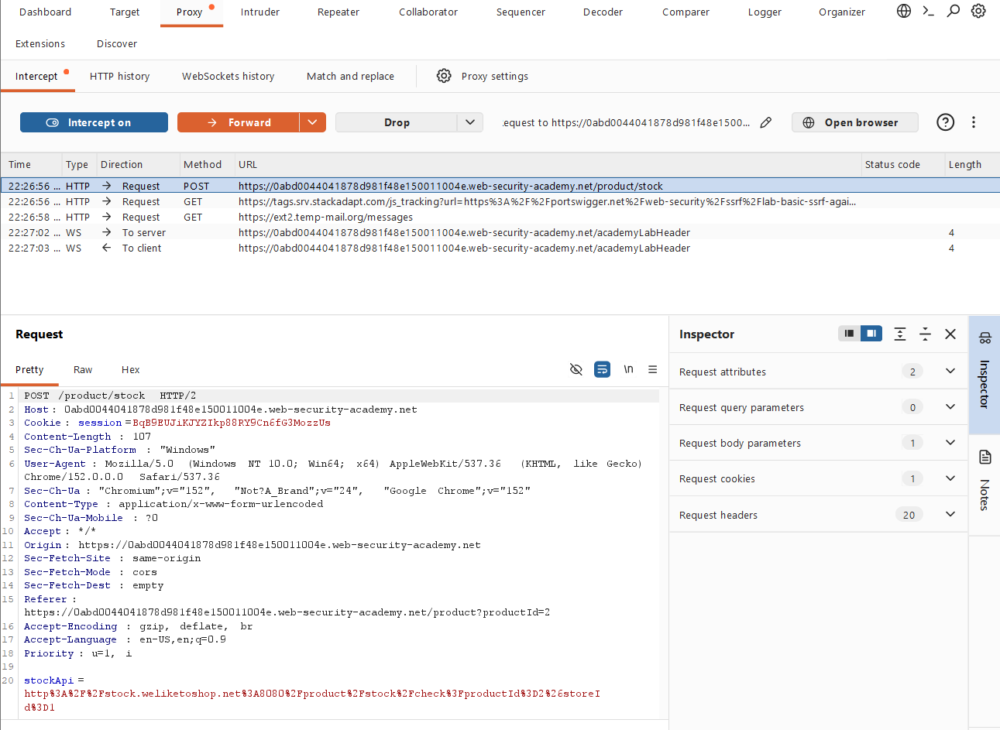 Dashboard Target Proxy Intruder Repeater Collaborator Sequencer Decoder Comparer Logger Organizer
Extensions Discover
Intercept HTTP history WebSockets history Match and replace Proxy settings
Intercept on Forward Drop equest to https://0abd0044041878d981f48e1500... Open browser
Time Type Direction Method URL Status code Length
22:26:56 ... HTTP → Request POST https://0abd0044041878d981f48e150011004e.web-security-academy.net/product/stock
22:26:56 ... HTTP → Request GET https://tags.srv.stackadapt.com/js_tracking?url=https%3A%2F%2Fportswigger.net%2Fweb-security%2Fssrf%2Flab-basic-ssrf-agai...
22:26:58 ... HTTP → Request GET https://ext2.temp-mail.org/messages
22:27:02 ... WS → To server https://0abd0044041878d981f48e150011004e.web-security-academy.net/academyLabHeader 4
22:27:03 ... WS ← To client https://0abd0044041878d981f48e150011004e.web-security-academy.net/academyLabHeader 4
Request
Pretty Raw Hex \n
1 POST /product/stock HTTP/2
2 Host: 0abd0044041878d981f48e150011004e.web-security-academy.net
3 Cookie: session=BqB9EUJiKJYZIkp88RY9Cn6fG3MozzUs
4 Content-Length : 107
5 Sec-Ch-Ua-Platform : "Windows"
6 User-Agent : Mozilla/5.0 (Windows NT 10.0; Win64; x64) AppleWebKit/537.36 (KHTML, like Gecko)
Chrome/152.0.0.0 Safari/537.36
7 Sec-Ch-Ua : "Chromium";v="152", "Not?A_Brand";v="24", "Google Chrome";v="152"
8 Content-Type : application/x-www-form-urlencoded
9 Sec-Ch-Ua-Mobile : ?0
10 Accept : */*
11 Origin : https://0abd0044041878d981f48e150011004e.web-security-academy.net
12 Sec-Fetch-Site : same-origin
13 Sec-Fetch-Mode : cors
14 Sec-Fetch-Dest : empty
15 Referer :
https://0abd0044041878d981f48e150011004e.web-security-academy.net/product?productId=2
16 Accept-Encoding : gzip, deflate, br
17 Accept-Language : en-US,en;q=0.9
18 Priority : u=1, i
19
20 stockApi =
http%3A%2F%2Fstock.weliketoshop.net%3A8080%2Fproduct%2Fstock%2Fcheck%3FproductId%3D2%26storeI
d%3D1
Inspector
Request attributes 2
Request query parameters 0
Request body parameters 1
Request cookies 1
Request headers 20
Inspector
Notes